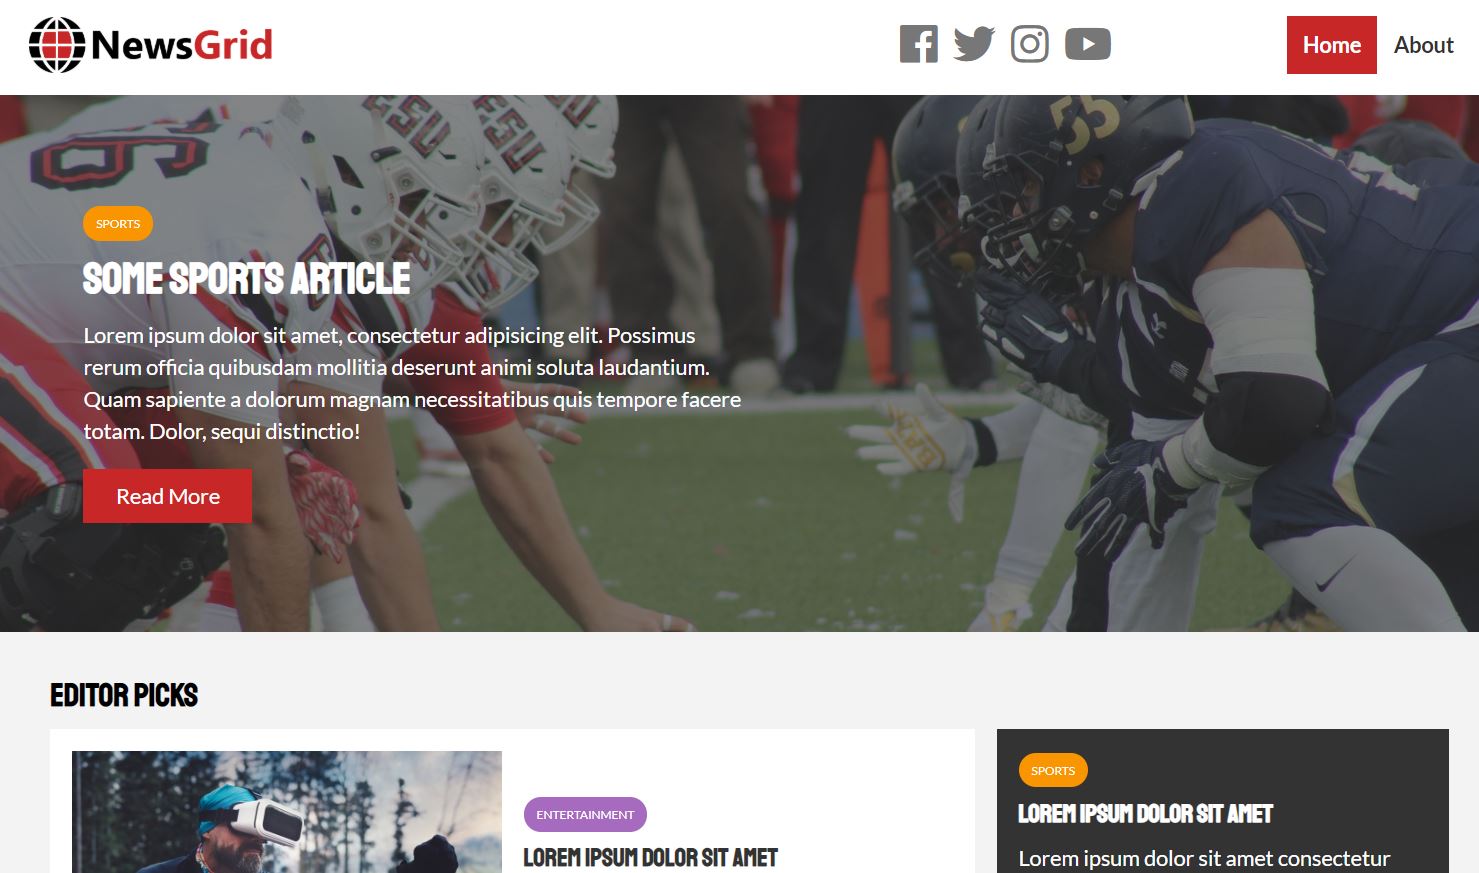 NewsGrid
Home About
FSU FSU
55
SPORTS
SOME SPORTS ARTICLE
Lorem ipsum dolor sit amet, consectetur adipisicing elit. Possimus
rerum officia quibusdam mollitia deserunt animi soluta laudantium.
Quam sapiente a dolorum magnam necessitatibus quis tempore facere
totam. Dolor, sequi distinctio!
Read More
EDITOR PICKS
ENTERTAINMENT
LOREM IPSUM DOLOR SIT AMET
SPORTS
LOREM IPSUM DOLOR SIT AMET
Lorem ipsum dolor sit amet consectetur